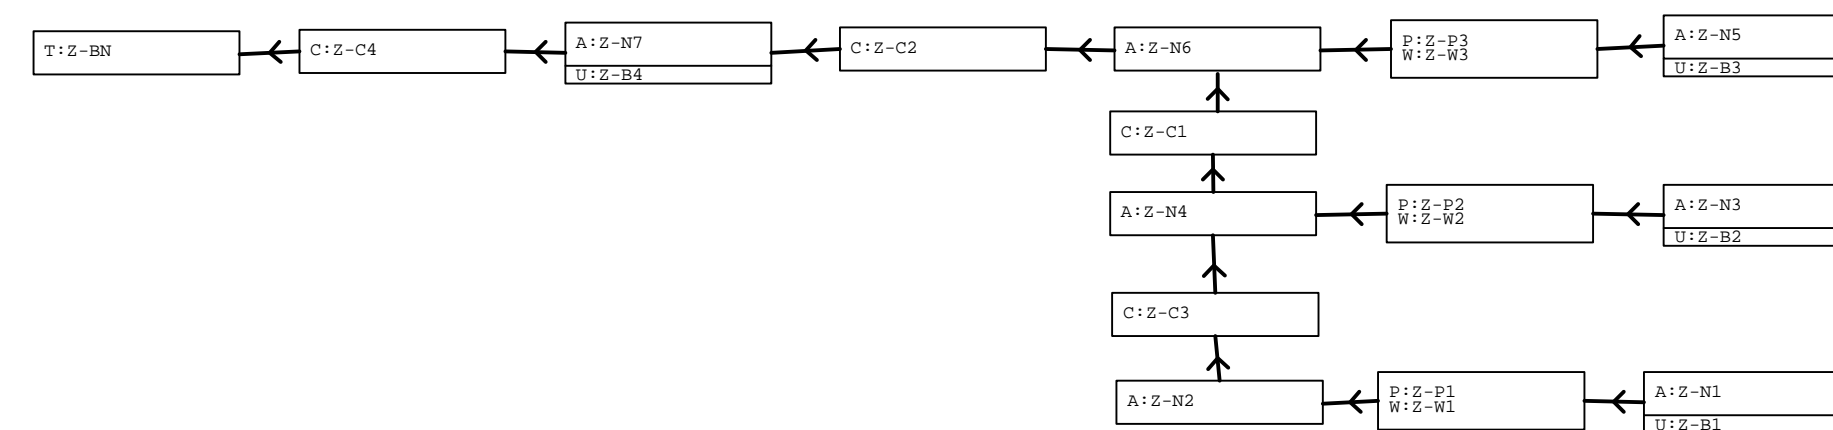 T:Z-BN
C:Z-C4
A:Z-N7
U:Z-B4
C:Z-C2
A:Z-N6
P:Z-P3
W:Z-W3
A:Z-N5
U:Z-B3
C:Z-C1
A:Z-N4
P:Z-P2
W:Z-W2
A:Z-N3
U:Z-B2
C:Z-C3
A:Z-N2
P:Z-P1
W:Z-W1
A:Z-N1
U:Z-B1